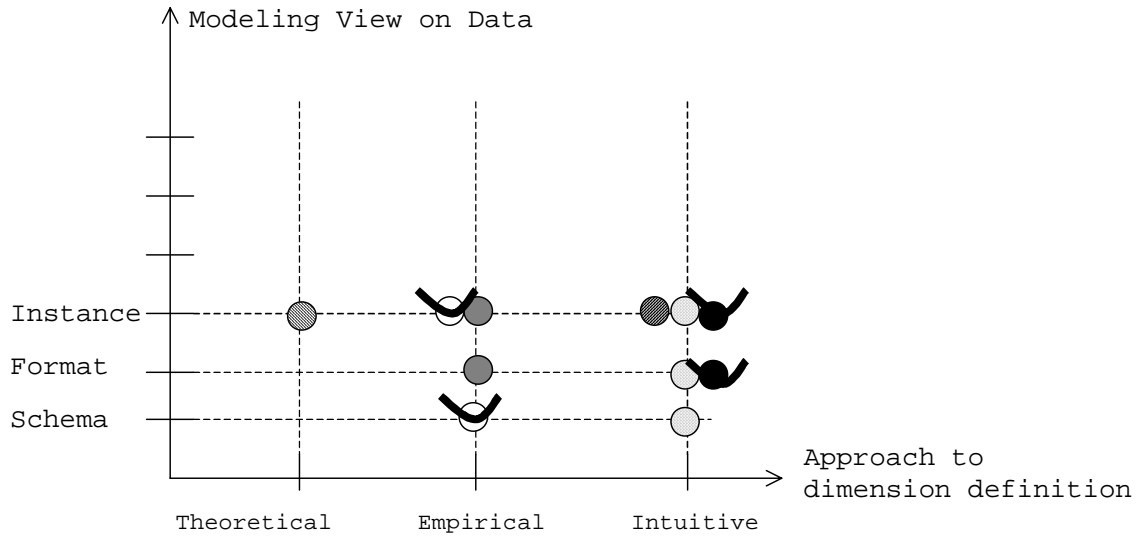 Modeling View on Data
Instance
Format
Schema
Approach to
dimension definition
Theoretical
Empirical
Intuitive